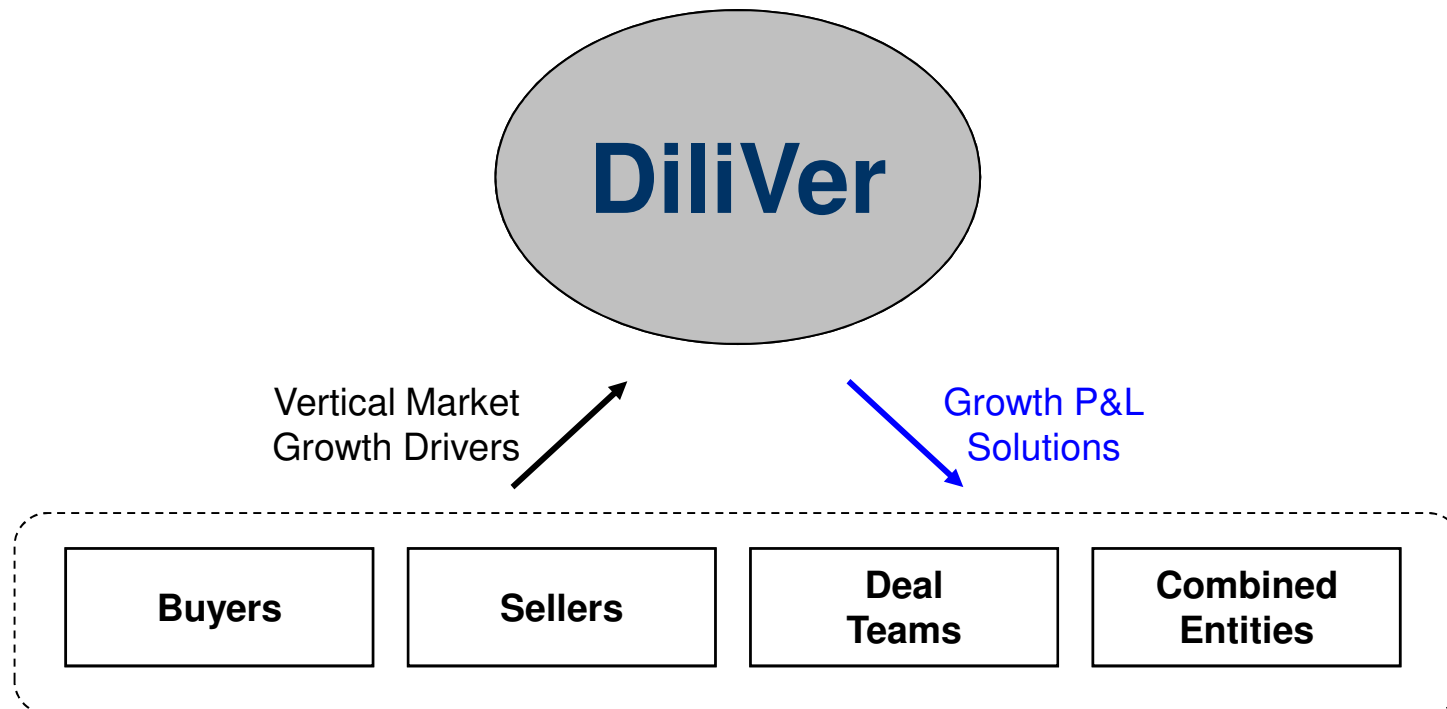 DiliVer
Vertical Market
Growth Drivers
Growth P&L
Solutions
Buyers
Sellers
Deal
Teams
Combined
Entities